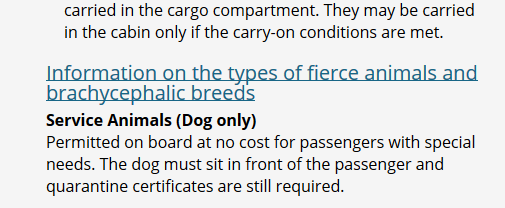 carried in the cargo compartment. They may be carried
in the cabin only if the carry-on conditions are met.
Information on the types of fierce animals and
brachycephalic breeds
Service Animals (Dog only)
Permitted on board at no cost for passengers with special
needs. The dog must sit in front of the passenger and
quarantine certificates are still required.